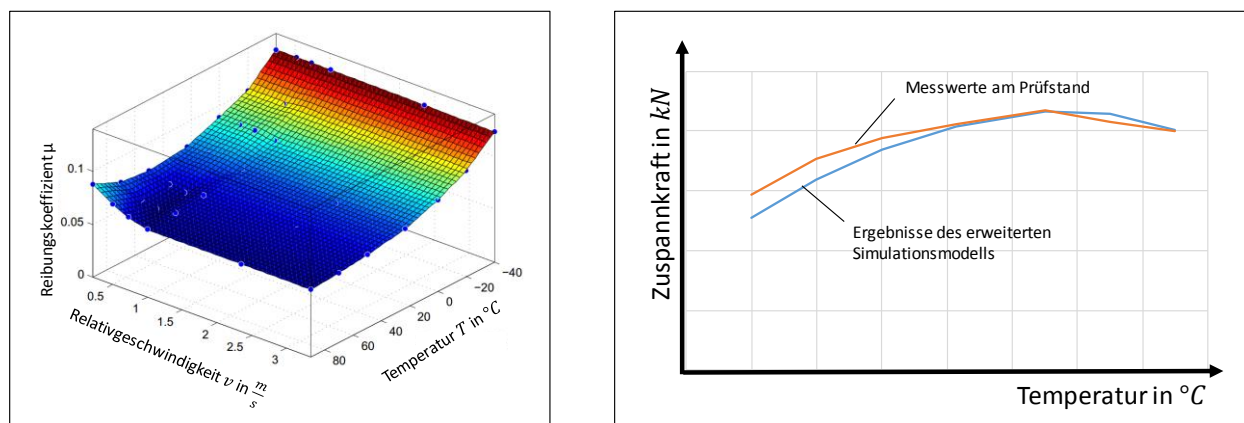 Reibungskoeffizient μ
0.1
0.05
0
0.5
1
1.5
2
2.5
3
Relativgeschwindigkeit v in m/s
80
60
40
20
0
−20
−40
Temperatur T in °C
Zuspannkraft in kN
Messwerte am Prüfstand
Ergebnisse des erweiterten
Simulationsmodells
Temperatur in °C